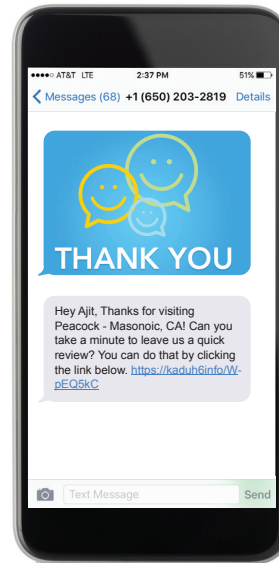 AT&T LTE 2:37 PM 51%
Messages (68) +1 (650) 203-2819 Details
THANK YOU
Hey Ajit, Thanks for visiting
Peacock - Masonoic, CA! Can you
take a minute to leave us a quick
review? You can do that by clicking
the link below. https://kaduh6info/W-
pEQ5kC
Text Message Send